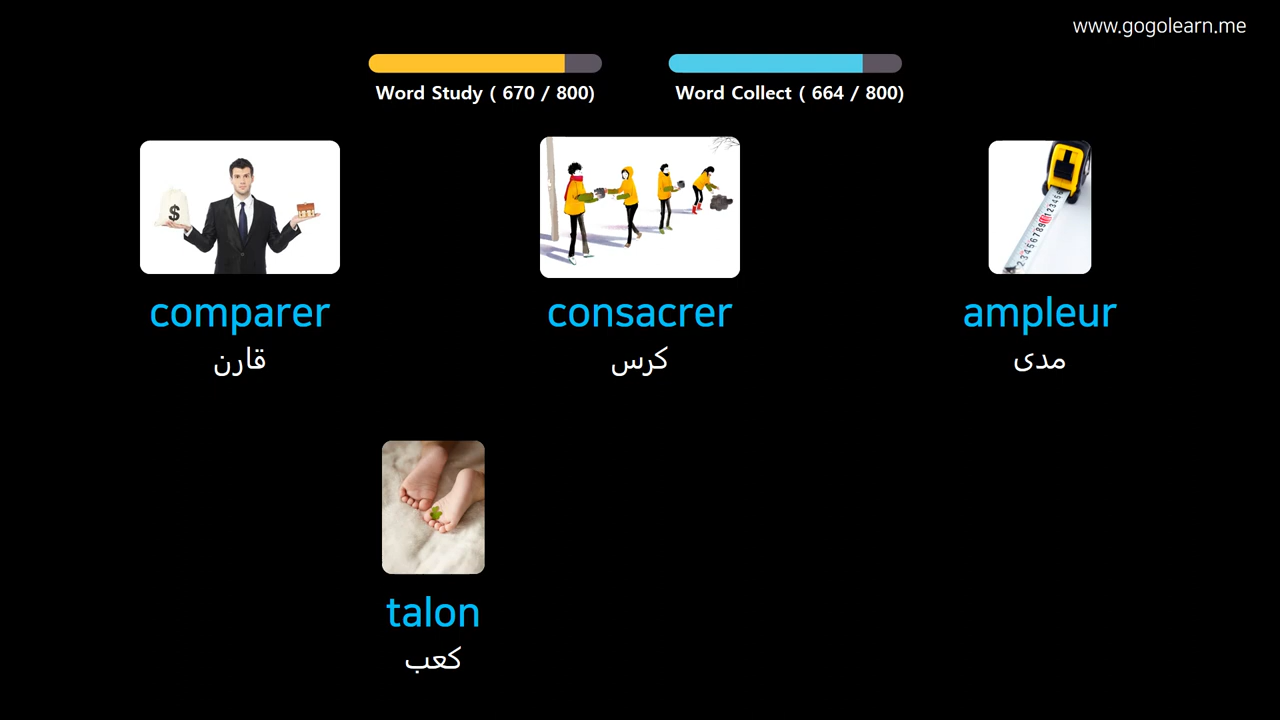 www.gogolearn.me
Word Study ( 670 / 800)
Word Collect ( 664 / 800)
comparer
قارن
consacrer
كرس
ampleur
مدى
talon
كعب